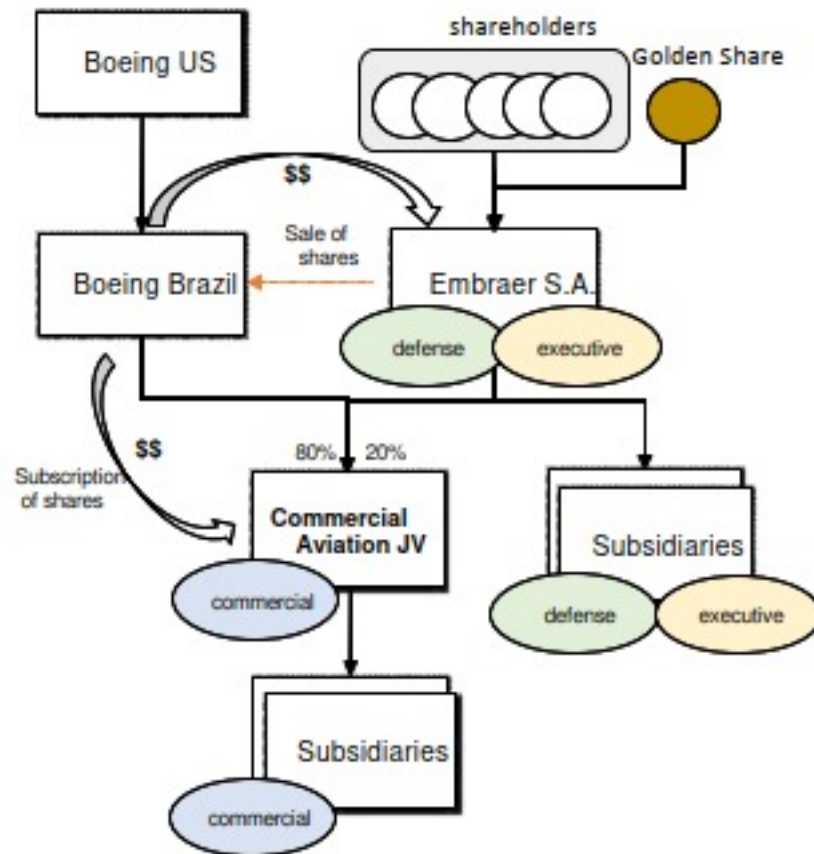 shareholders
Boeing US
Golden Share
$$
Sale of
shares
Boeing Brazil
Embraer S.A.
defense
executive
$$
80%
20%
Subscription
of shares
Commercial
Aviation JV
Subsidiaries
commercial
defense
executive
Subsidiaries
commercial